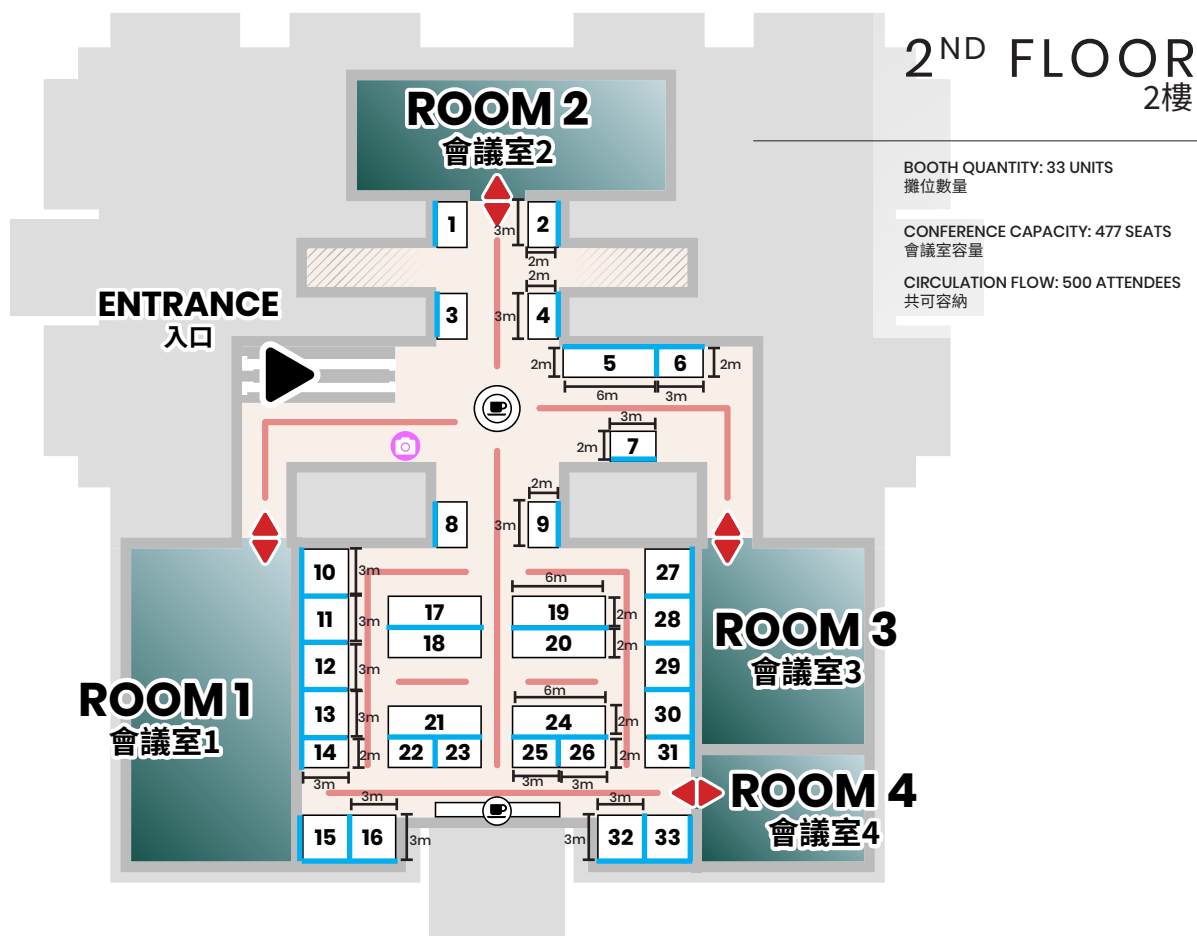 2ND FLOOR
2樓
BOOTH QUANTITY: 33 UNITS
攤位數量
CONFERENCE CAPACITY: 477 SEATS
會議室容量
CIRCULATION FLOW: 500 ATTENDEES
共可容納
ROOM 2
會議室2
1
3m
2
2m
2m
ENTRANCE
入口
3
3m
4
2m
5
6
2m
6m
3m
3m
2m
7
2m
8
3m
9
10
3m
6m
27
11
3m
17
19
2m
28
18
20
2m
ROOM 3
會議室3
12
3m
29
6m
ROOM 1
會議室1
13
3m
21
24
2m
30
14
2m
22
23
25
26
2m
31
3m
3m
3m
ROOM 4
會議室4
3m
3m
15
16
3m
3m
32
33